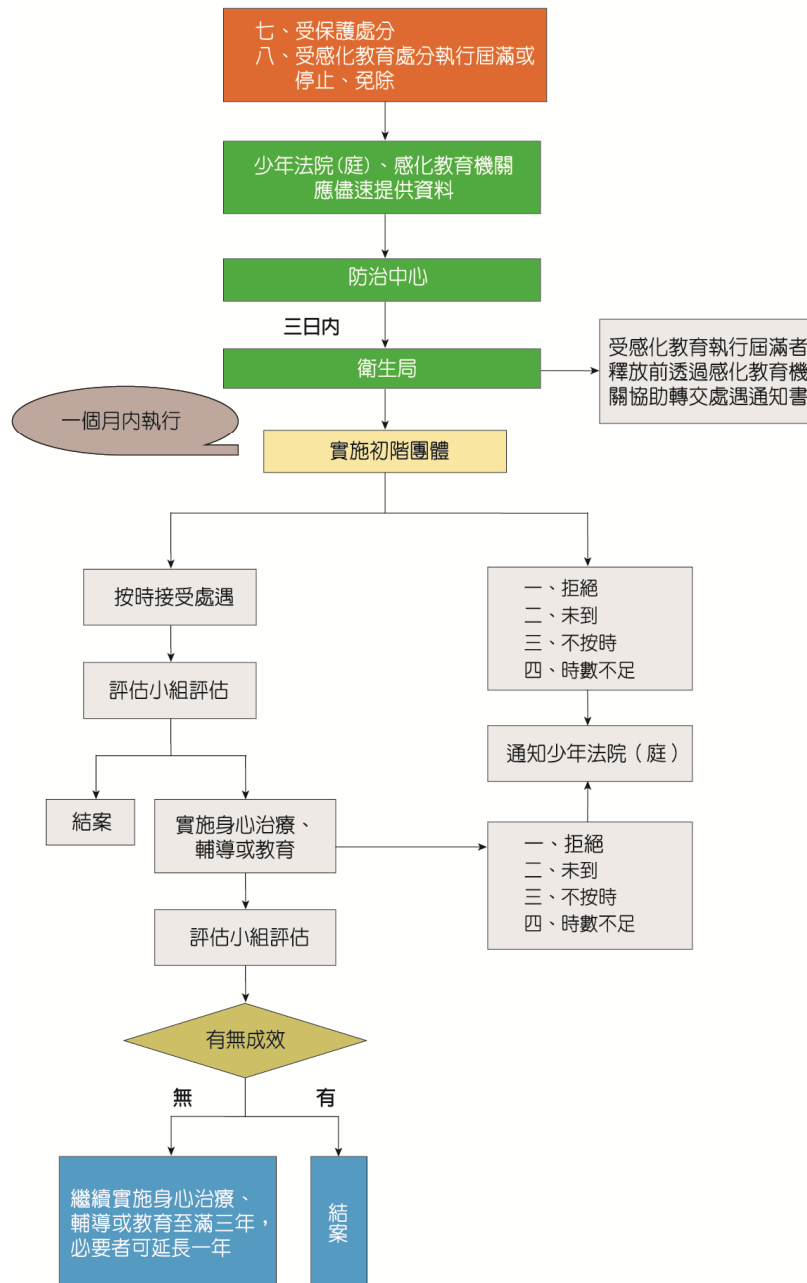 七、受保護處分
八、受感化教育處分執行屆滿或
停止、免除
少年法院(庭)、感化教育機關
應儘速提供資料
防治中心
三日內
衛生局
受感化教育執行屆滿者
釋放前透過感化教育機
關協助轉交處遇通知書
一個月內執行
實施初階團體
按時接受處遇
一、拒絕
二、未到
三、不按時
四、時數不足
評估小組評估
通知少年法院(庭)
結案
實施身心治療、
輔導或教育
一、拒絕
二、未到
三、不按時
四、時數不足
評估小組評估
有無成效
無
有
繼續實施身心治療、
輔導或教育至滿三年，
必要者可延長一年
結案